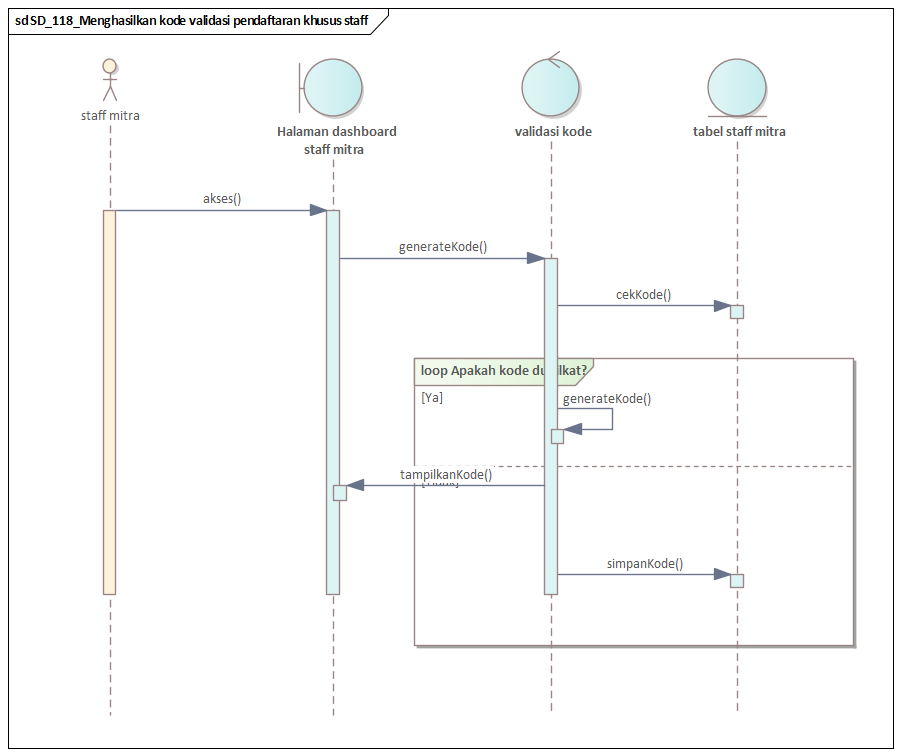 sd SD_118_Menghasilkan kode validasi pendaftaran khusus staff
staff mitra
Halaman dashboard
staff mitra
validasi kode
tabel staff mitra
akses()
generateKode()
cekKode()
loop Apakah kode
[Ya]
generateKode()
tampilkanKode()
simpanKode()